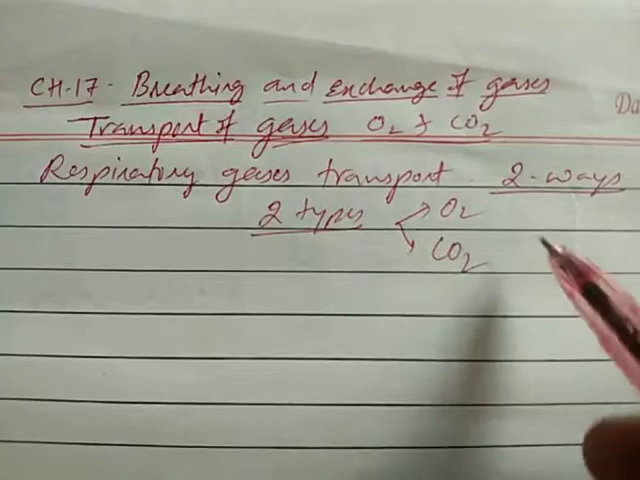 CH-17. Breathing and exchange of gases
Transport of gases O2 & CO2
Da
Respiratory gases transport - 2-ways
2 types → O2
→ CO2